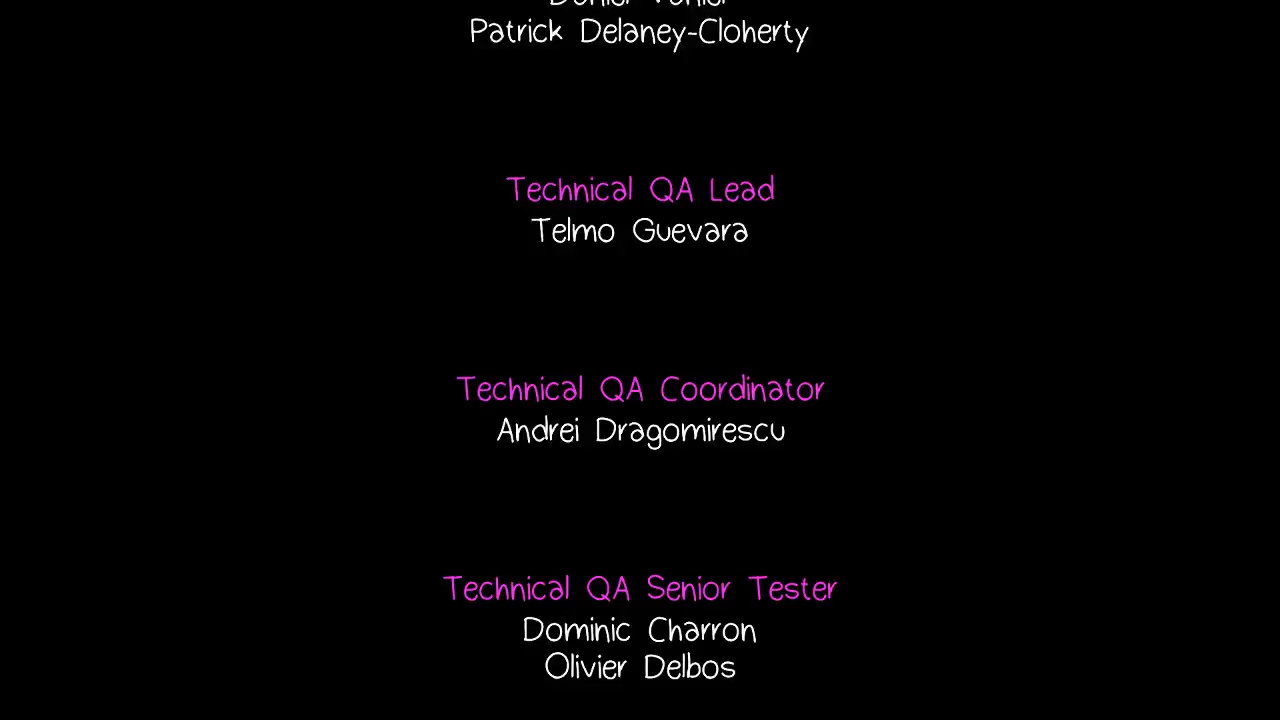 Patrick Delaney-Cloherty
Technical QA Lead
Telmo Guevara
Technical QA Coordinator
Andrei Dragomirescu
Technical QA Senior Tester
Dominic Charron
Olivier Delbos